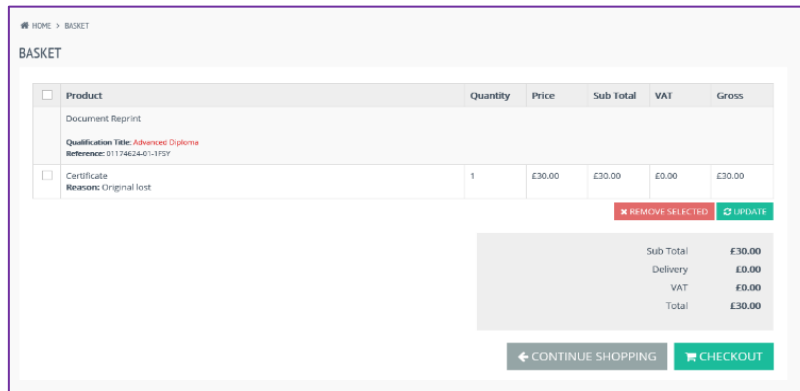 HOME > BASKET
BASKET
Product Quantity Price Sub Total VAT Gross
Document Reprint
Qualification Title: Advanced Diploma
Reference: 01174624-01-1FSY
Certificate 1 £30.00 £30.00 £0.00 £30.00
Reason: Original lost
REMOVE SELECTED UPDATE
Sub Total £30.00
Delivery £0.00
VAT £0.00
Total £30.00
CONTINUE SHOPPING CHECKOUT